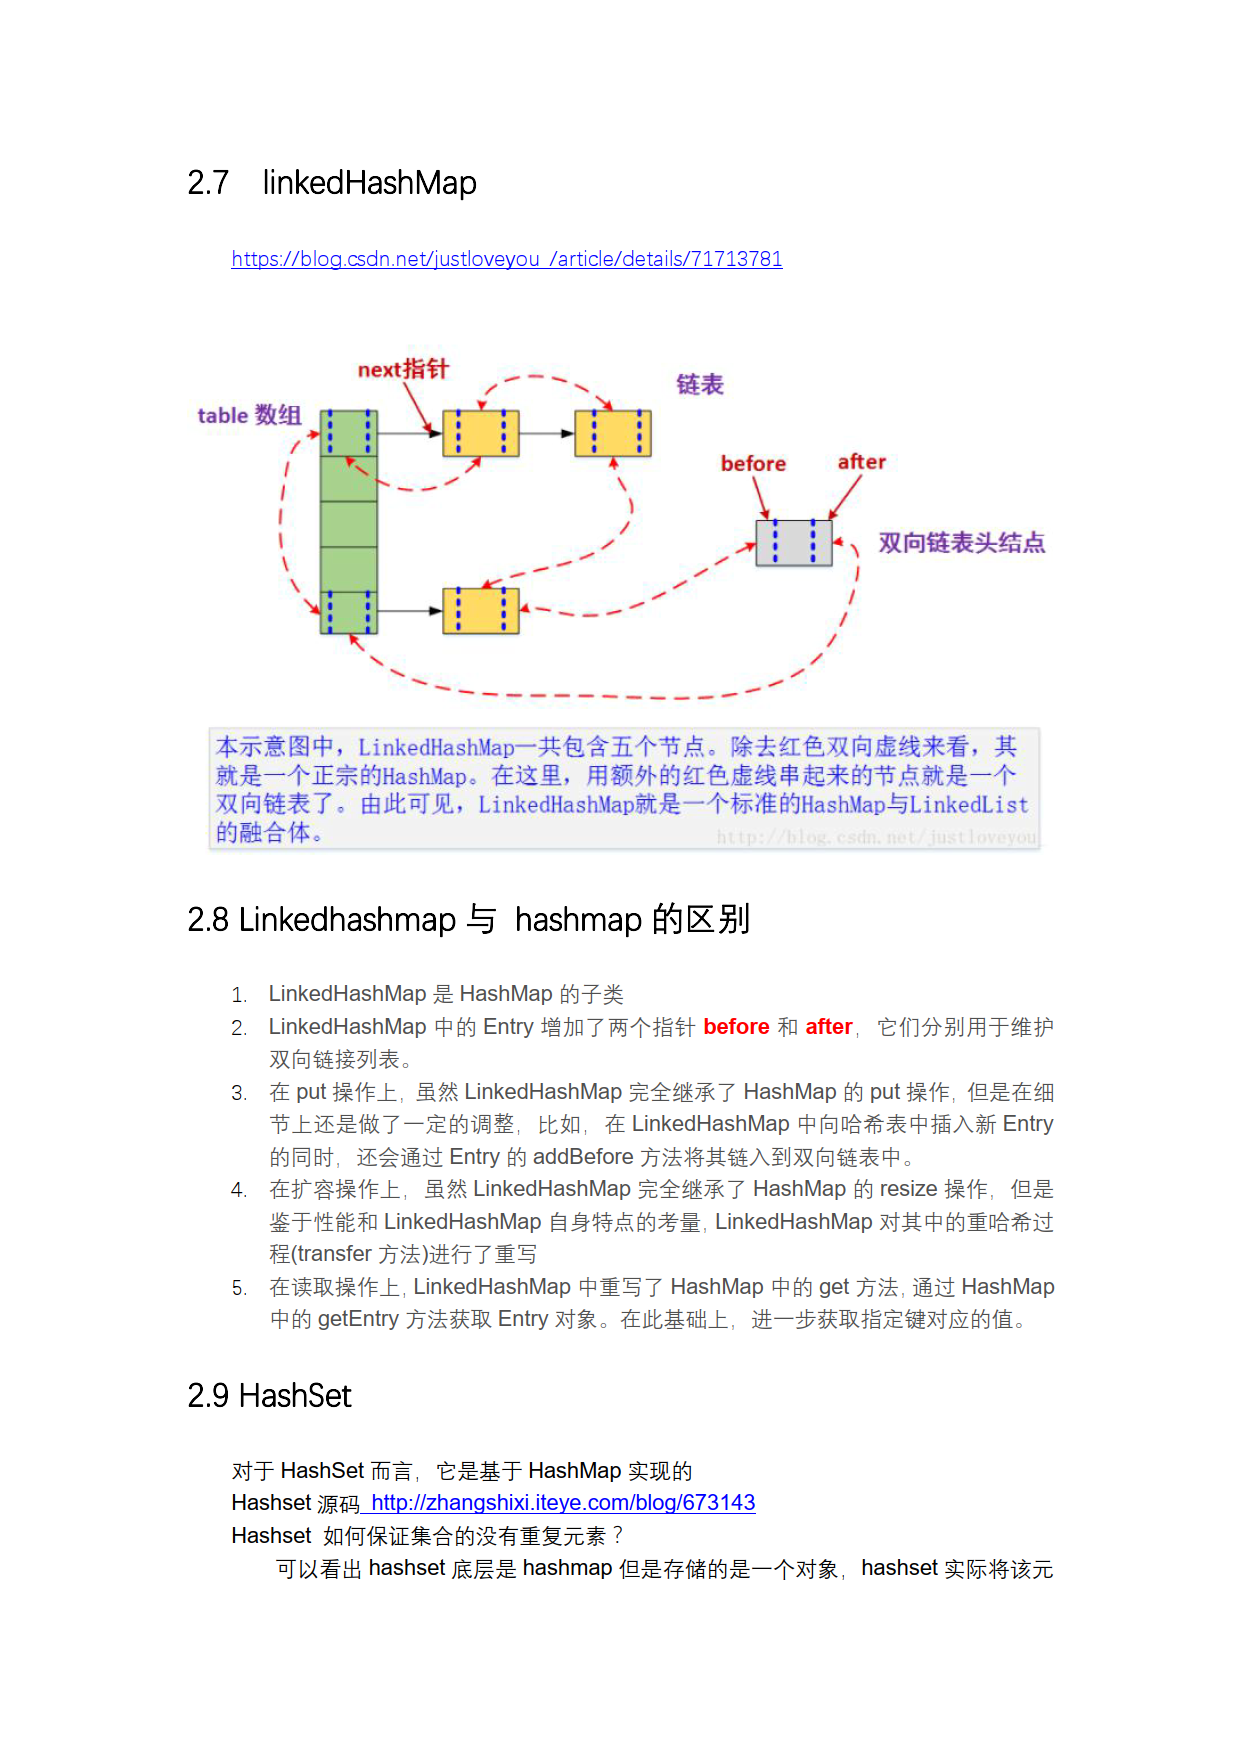 2.7 linkedHashMap
https://blog.csdn.net/justloveyou_/article/details/71713781
next指针
链表
table 数组
before
after
双向链表头结点
本示意图中，LinkedHashMap一共包含五个节点。除去红色双向虚线来看，其
就是一个正宗的HashMap。在这里，用额外的红色虚线串起来的节点就是一个
双向链表了。由此可见，LinkedHashMap就是一个标准的HashMap与LinkedList
的融合体。
http://blog.csdn.net/justloveyou_
2.8 Linkedhashmap 与 hashmap 的区别
1. LinkedHashMap 是 HashMap 的子类
2. LinkedHashMap 中的 Entry 增加了两个指针 before 和 after，它们分别用于维护
双向链接列表。
3. 在 put 操作上，虽然 LinkedHashMap 完全继承了 HashMap 的 put 操作，但是在细
节上还是做了一定的调整，比如，在 LinkedHashMap 中向哈希表中插入新 Entry
的同时，还会通过 Entry 的 addBefore 方法将其链入到双向链表中。
4. 在扩容操作上，虽然 LinkedHashMap 完全继承了 HashMap 的 resize 操作，但是
鉴于性能和 LinkedHashMap 自身特点的考量，LinkedHashMap 对其中的重哈希过
程(transfer 方法)进行了重写
5. 在读取操作上，LinkedHashMap 中重写了 HashMap 中的 get 方法，通过 HashMap
中的 getEntry 方法获取 Entry 对象。在此基础上，进一步获取指定键对应的值。
2.9 HashSet
对于 HashSet 而言，它是基于 HashMap 实现的
Hashset 源码 http://zhangshixi.iteye.com/blog/673143
Hashset 如何保证集合的没有重复元素？
可以看出 hashset 底层是 hashmap 但是存储的是一个对象，hashset 实际将该元